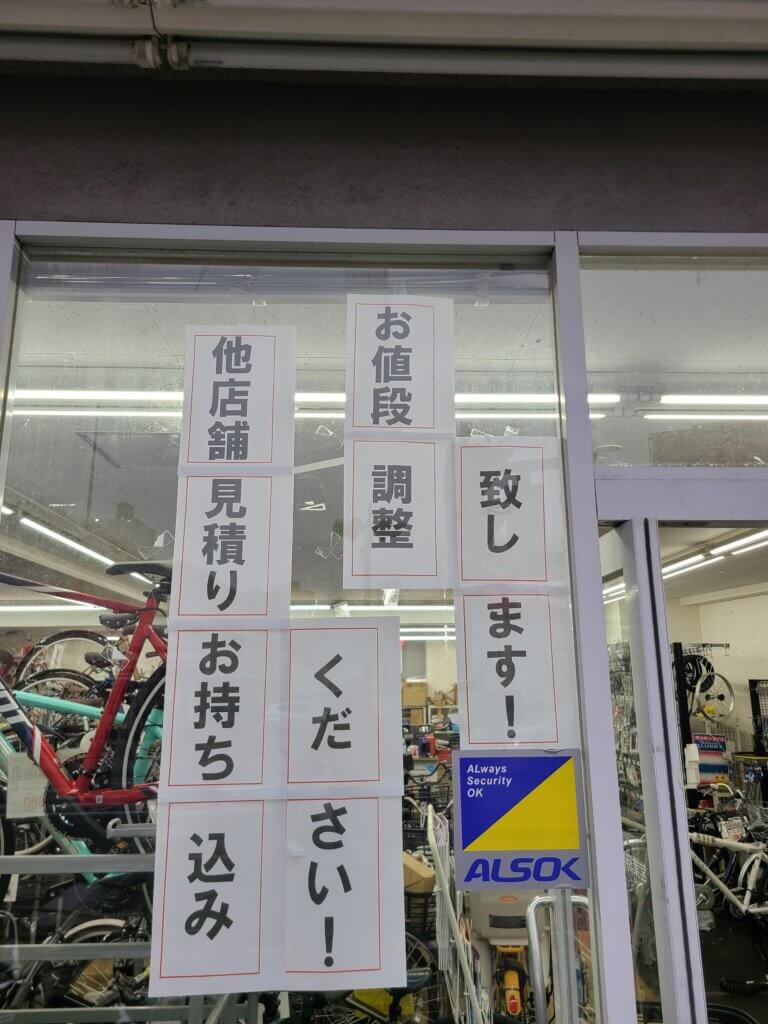 他店舗見積りお持ち込み
ください！
お値段調整
致します！
ALways
Security
OK
ALSOK